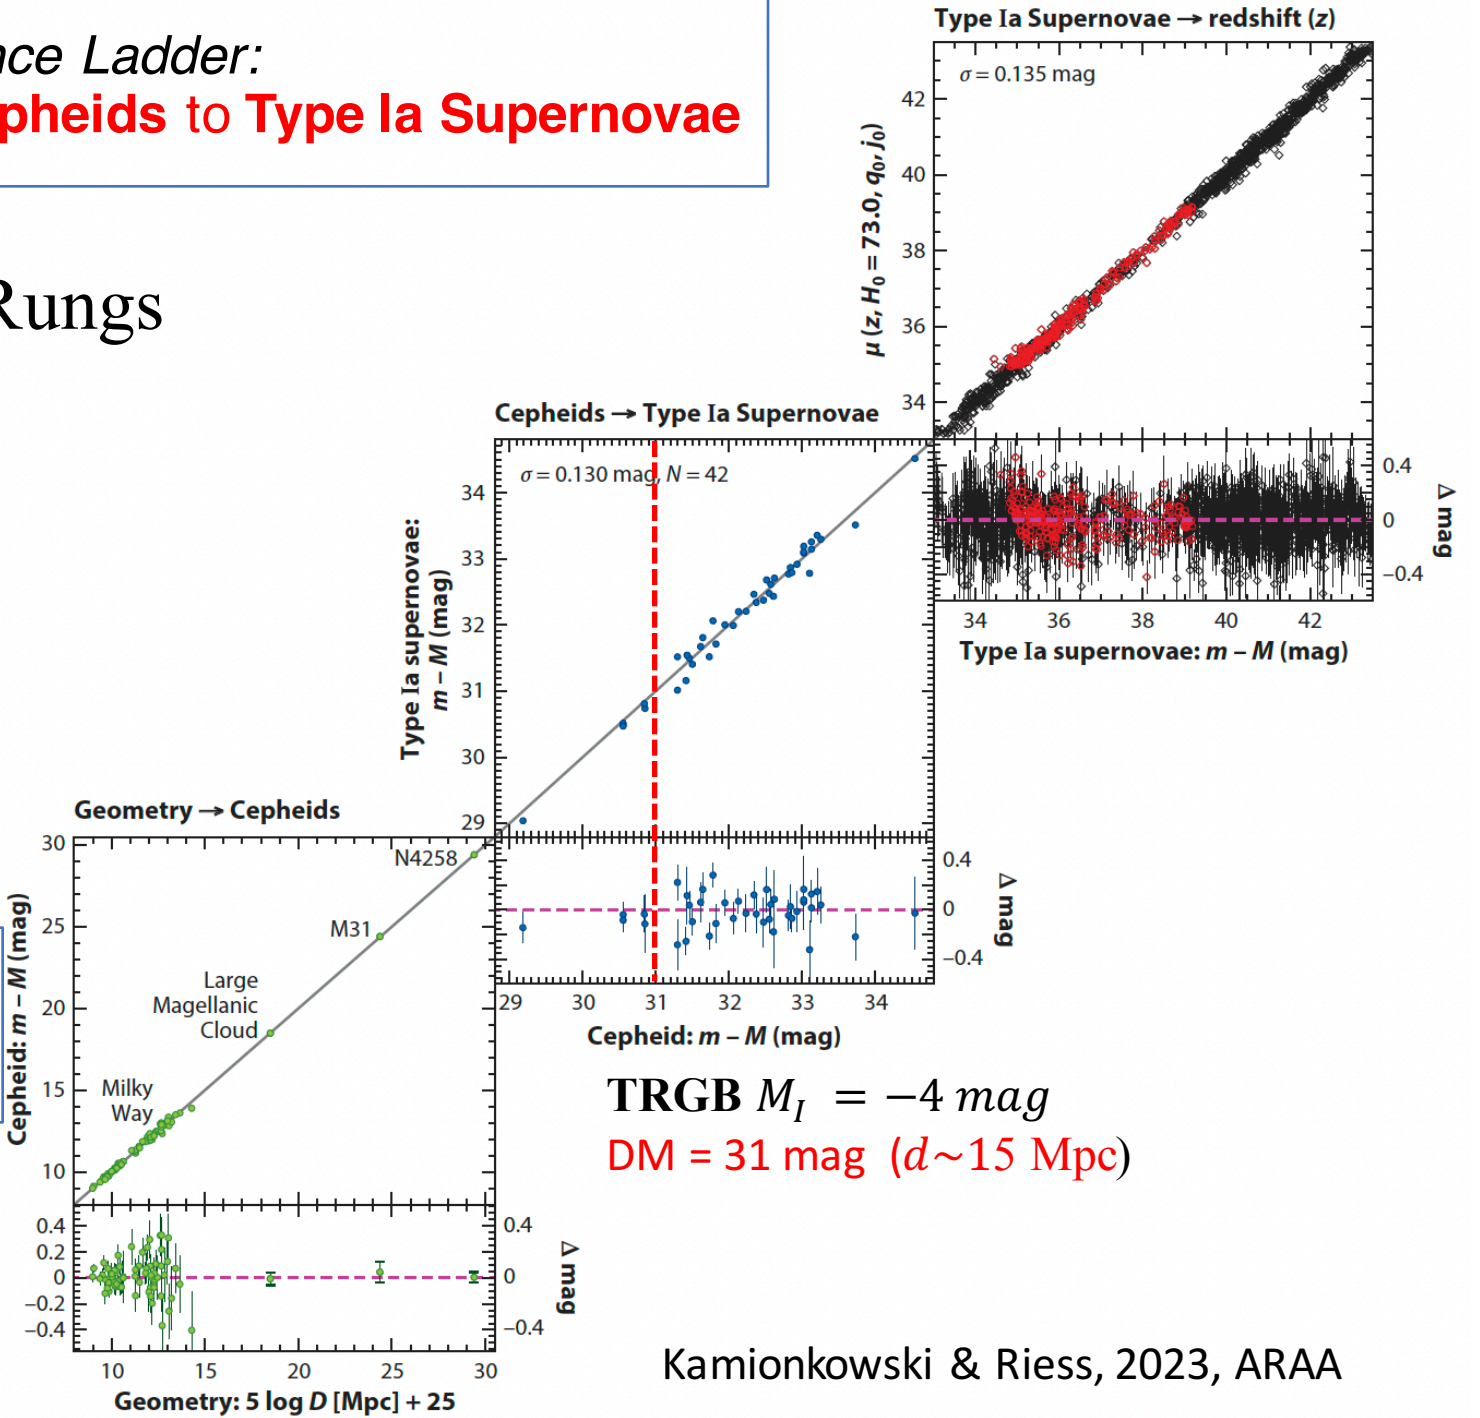 nce Ladder:
pheids to Type Ia Supernovae
Rungs
Type Ia Supernovae → redshift (z)
σ = 0.135 mag
μ (z, H₀ = 73.0, q₀, j₀)
42
40
38
36
34
0.4
0
−0.4
Δ mag
34 36 38 40 42
Type Ia supernovae: m – M (mag)
Cepheids → Type Ia Supernovae
σ = 0.130 mag, N = 42
Type Ia supernovae:
m – M (mag)
34
33
32
31
30
29
0.4
0
−0.4
Δ mag
29 30 31 32 33 34
Cepheid: m – M (mag)
Geometry → Cepheids
Cepheid: m – M (mag)
30
25
20
15
10
N4258
M31
Large
Magellanic
Cloud
Milky
Way
0.4
0.2
0
−0.2
−0.4
0.4
0
−0.4
Δ mag
10 15 20 25 30
Geometry: 5 log D [Mpc] + 25
TRGB M_I = −4 mag
DM = 31 mag (d~15 Mpc)
Kamionkowski & Riess, 2023, ARAA